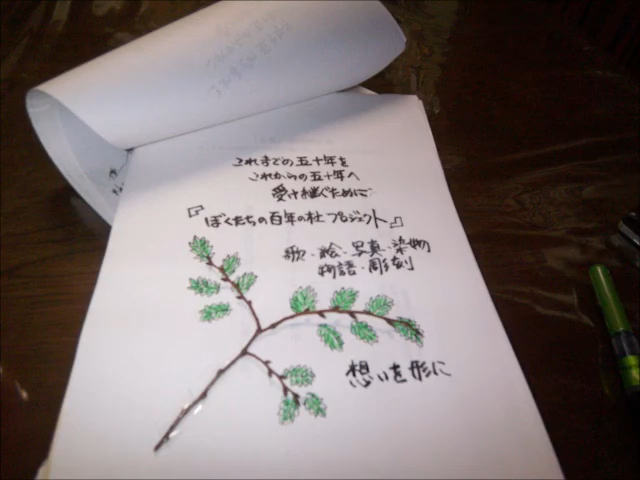 これまでの五十年を
これからの五十年へ
受け継ぐために
『ぼくたちの百年の杜プロジェクト』
歌・絵・写真・染物
物語・彫刻
想いを形に